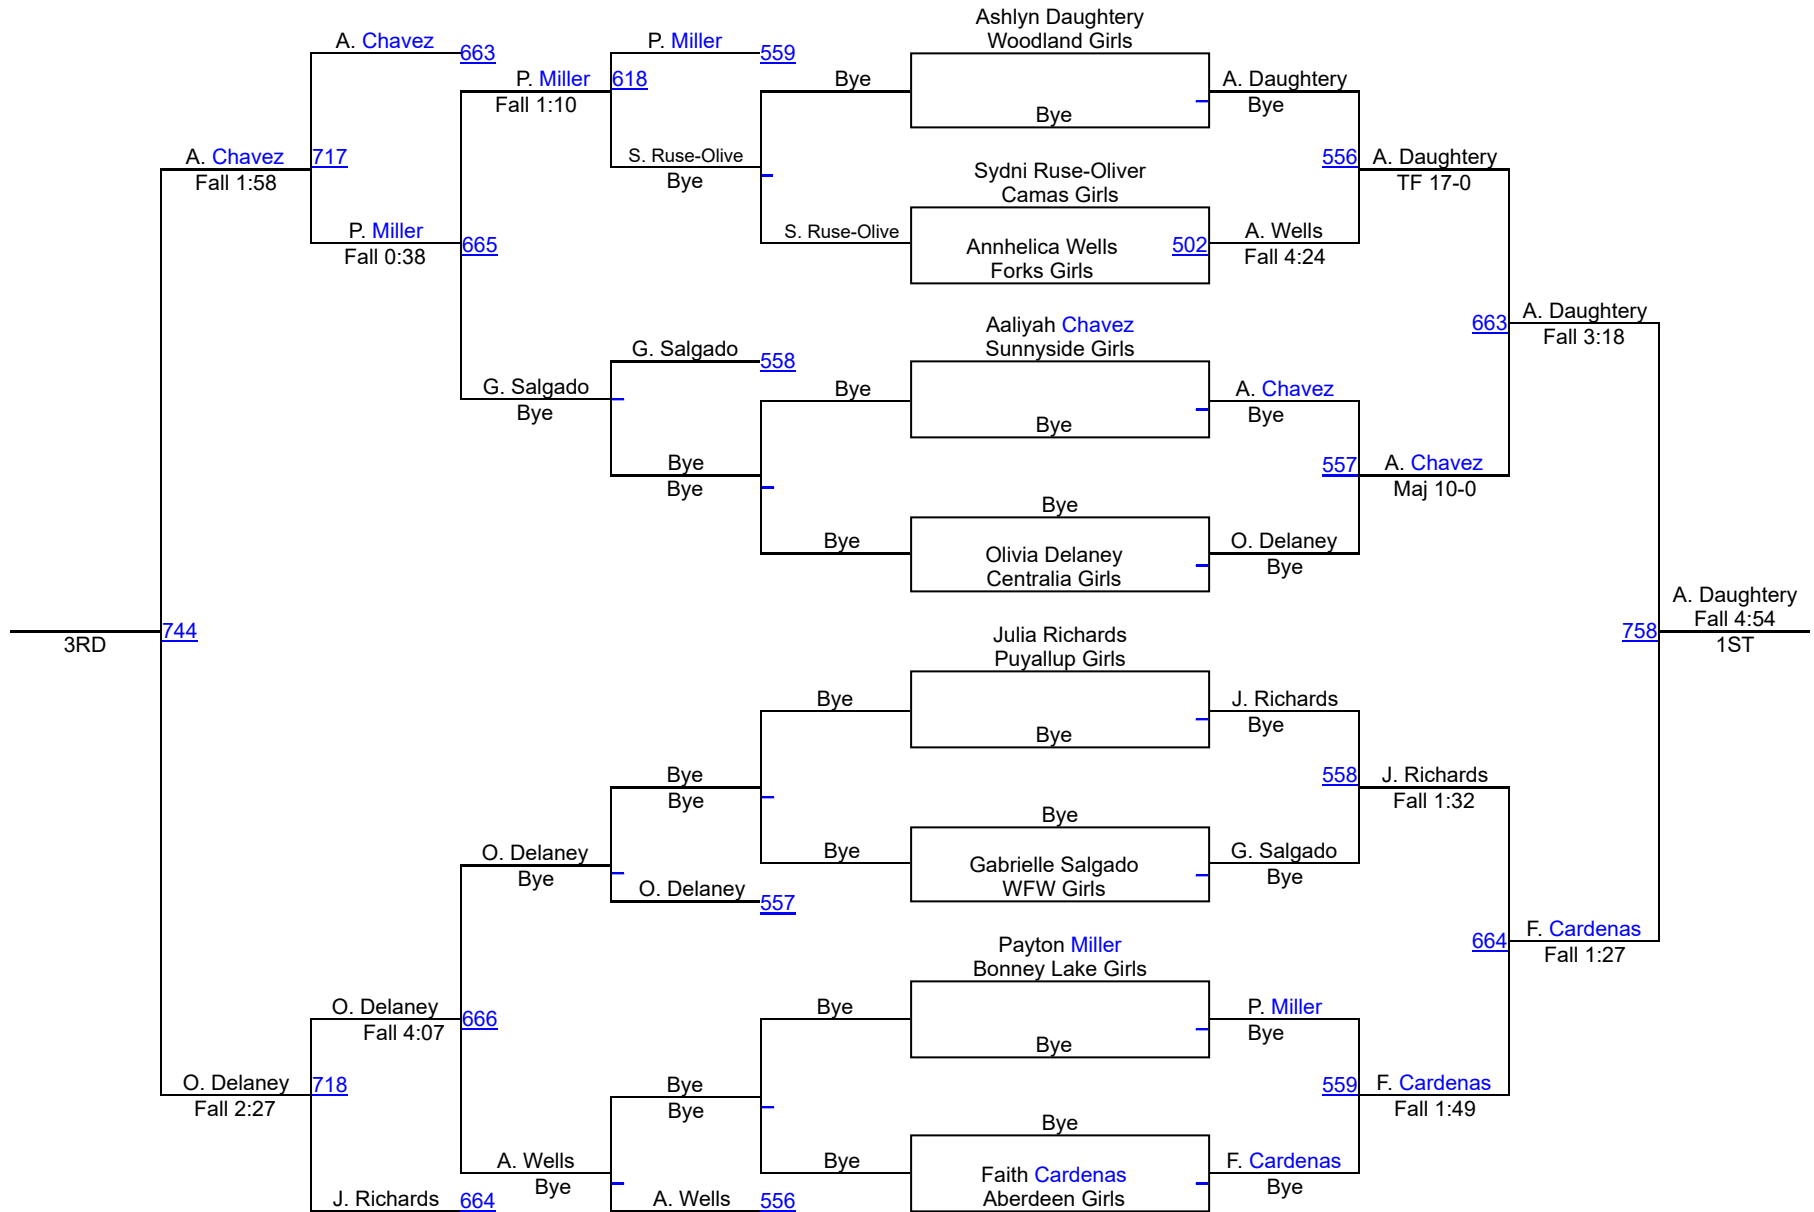 Ashlyn Daughtery
Woodland Girls
A. Chavez
663
P. Miller
559
P. Miller
618
Bye
A. Daughtery
Fall 1:10
Bye
Bye
A. Chavez
717
S. Ruse-Olive
Sydni Ruse-Oliver
556
A. Daughtery
Fall 1:58
Bye
Camas Girls
TF 17-0
P. Miller
665
S. Ruse-Olive
Annhelica Wells
502
A. Wells
Fall 0:38
Forks Girls
Fall 4:24
Aaliyah Chavez
663
A. Daughtery
G. Salgado
558
Sunnyside Girls
Fall 3:18
G. Salgado
Bye
A. Chavez
Bye
Bye
Bye
Bye
557
A. Chavez
Bye
Maj 10-0
Bye
Bye
Olivia Delaney
O. Delaney
Centralia Girls
Bye
A. Daughtery
Fall 4:54
744
758
3RD
1ST
Julia Richards
Puyallup Girls
Bye
J. Richards
Bye
Bye
Bye
558
J. Richards
Bye
Fall 1:32
Bye
O. Delaney
Bye
Gabrielle Salgado
G. Salgado
Bye
WFW Girls
Bye
O. Delaney
557
Payton Miller
664
F. Cardenas
Bonney Lake Girls
Fall 1:27
O. Delaney
666
Bye
P. Miller
Fall 4:07
Bye
Bye
O. Delaney
718
Bye
559
F. Cardenas
Fall 2:27
Bye
Fall 1:49
Bye
A. Wells
Bye
Faith Cardenas
F. Cardenas
Bye
Aberdeen Girls
Bye
J. Richards
664
A. Wells
556